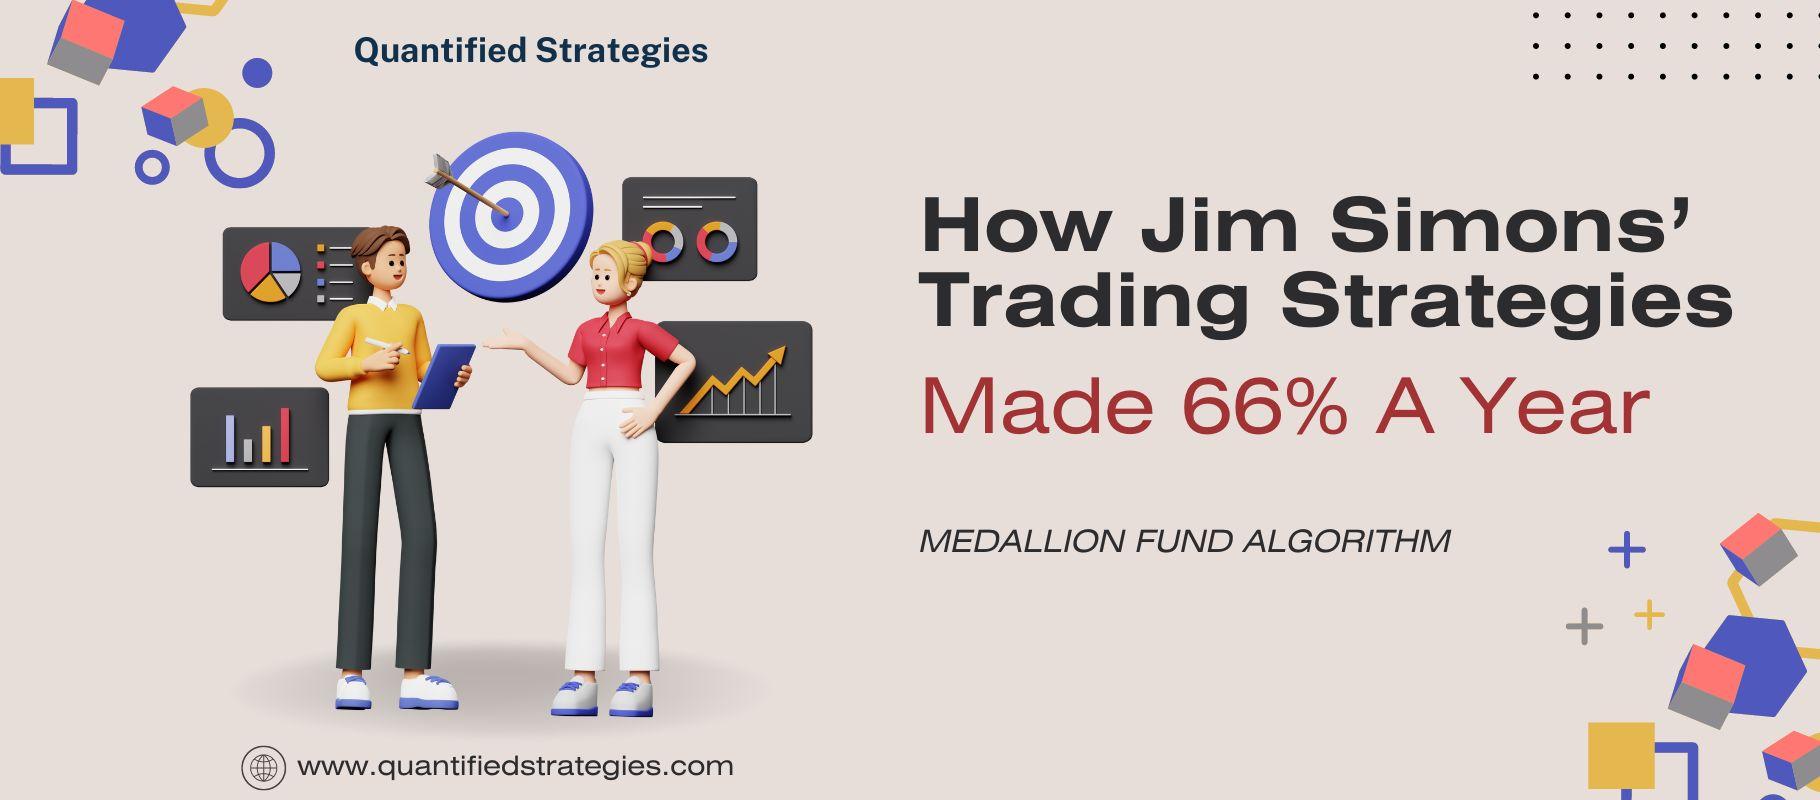 Quantified Strategies
How Jim Simons’
Trading Strategies
Made 66% A Year
MEDALLION FUND ALGORITHM
www.quantifiedstrategies.com